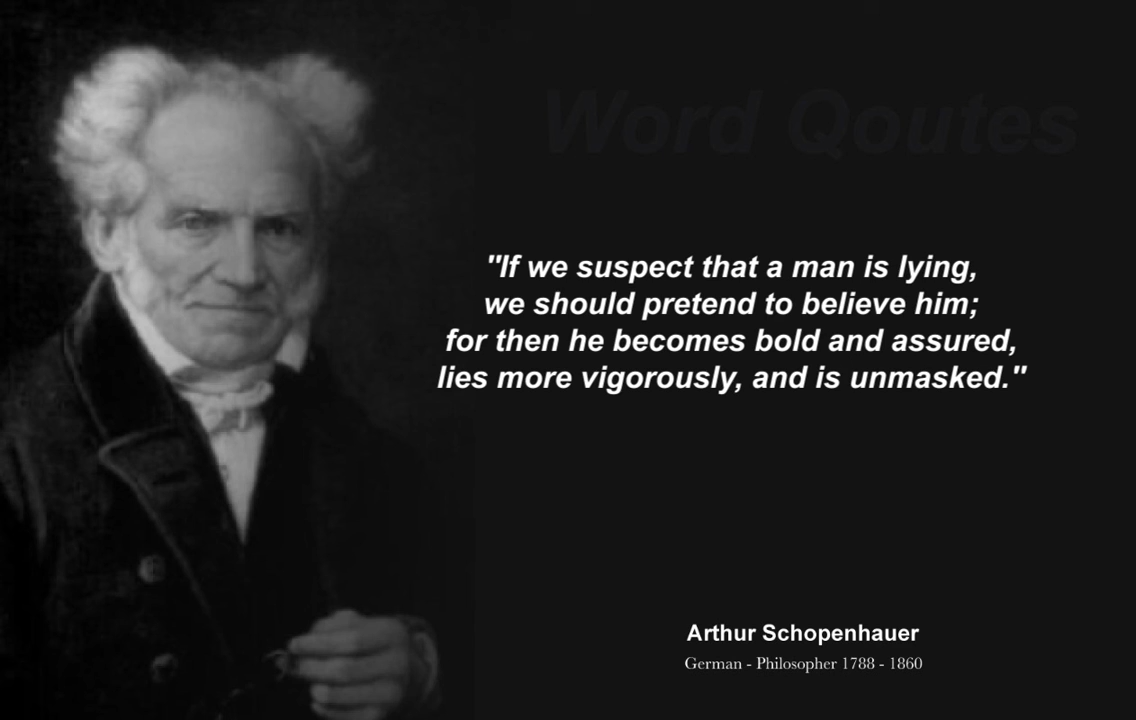 Word Qoutes
"If we suspect that a man is lying,
we should pretend to believe him;
for then he becomes bold and assured,
lies more vigorously, and is unmasked."
Arthur Schopenhauer
German - Philosopher 1788 - 1860